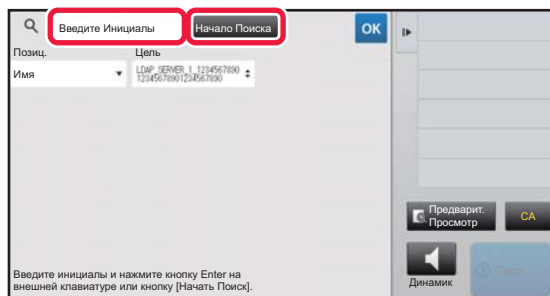 Введите Инициалы
Начало Поиска
OK
Позиц.
Цель
Имя
LDAP_SERVER_1_1234567890
12345678901234567890
Предварит.
Просмотр
CA
Введите инициалы и нажмите кнопку Enter на
внешней клавиатуре или кнопку [Начать Поиск].
Динамик
Старт